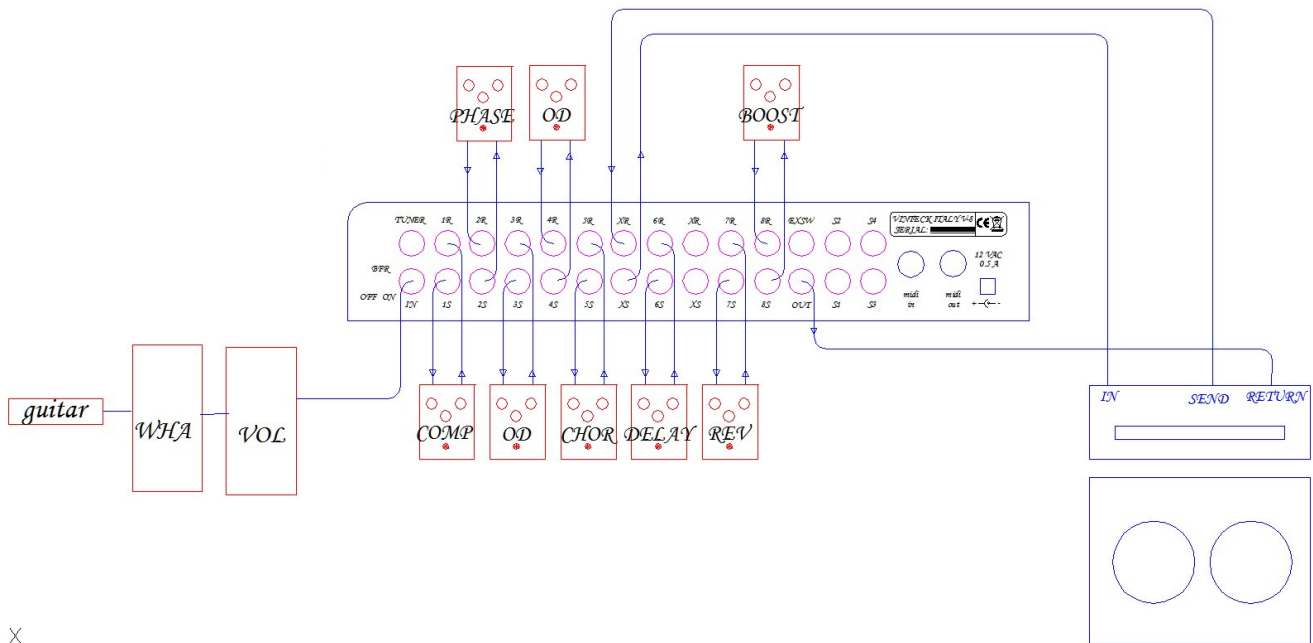 PHASE
OD
BOOST
TUNER 1R 2R 3R 4R 5R XR 6R XR 7R 8R EXSW S2 S4
VINTECK ITALY V-8
SERIAL:
CE
BFR
OFF ON
IN 1S 2S 3S 4S 5S XS 6S XS 7S 8S OUT S1 S3
midi
in
midi
out
12 VAC
0.5 A
+ -
guitar
WHA
VOL
COMP
OD
CHOR
DELAY
REV
IN
SEND
RETURN
X